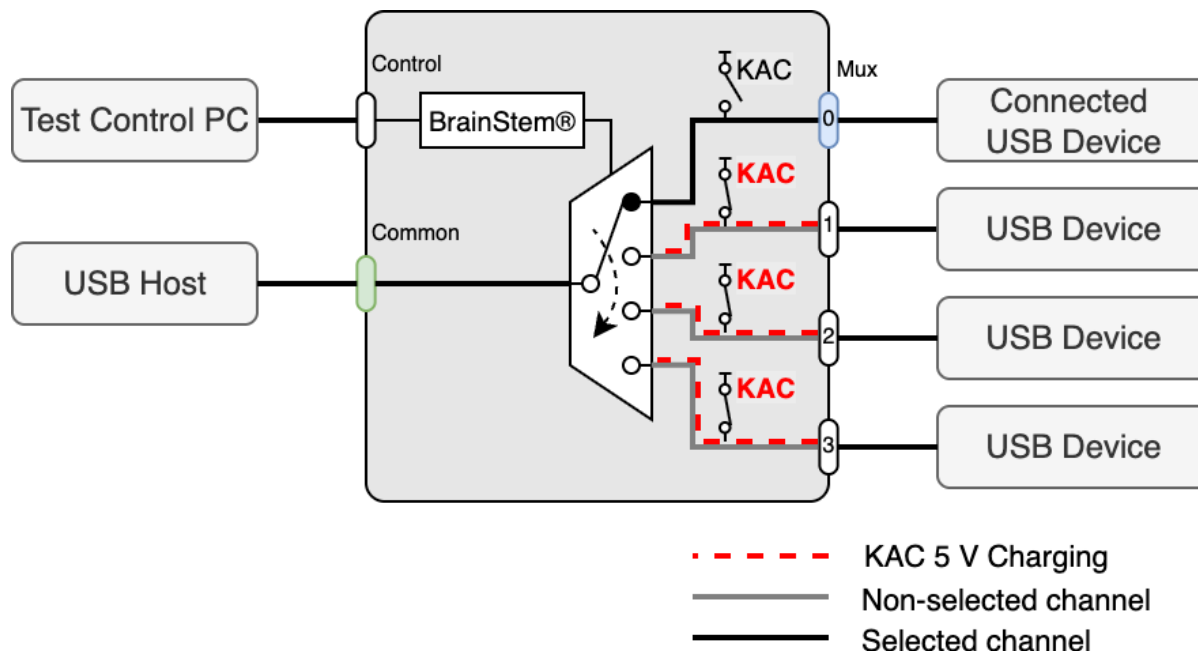 Control
KAC
Mux
Test Control PC
BrainStem®
0
Connected
USB Device
KAC
1
USB Device
Common
USB Host
KAC
2
USB Device
KAC
3
USB Device
KAC 5 V Charging
Non-selected channel
Selected channel